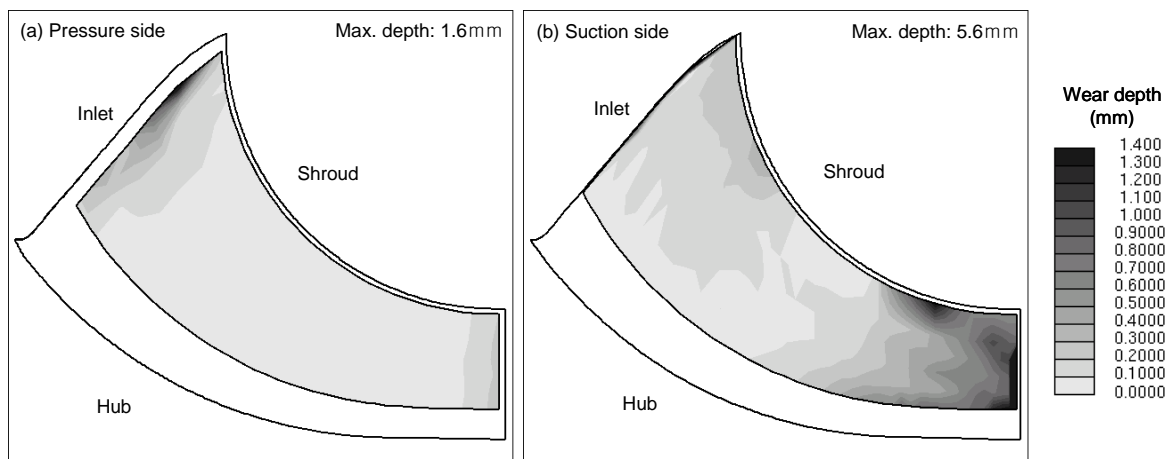 (a) Pressure side
Max. depth: 1.6mm
Inlet
Shroud
Hub
(b) Suction side
Max. depth: 5.6mm
Inlet
Shroud
Hub
Wear depth
(mm)
1.400
1.300
1.200
1.100
1.000
0.9000
0.8000
0.7000
0.6000
0.5000
0.4000
0.3000
0.2000
0.1000
0.0000